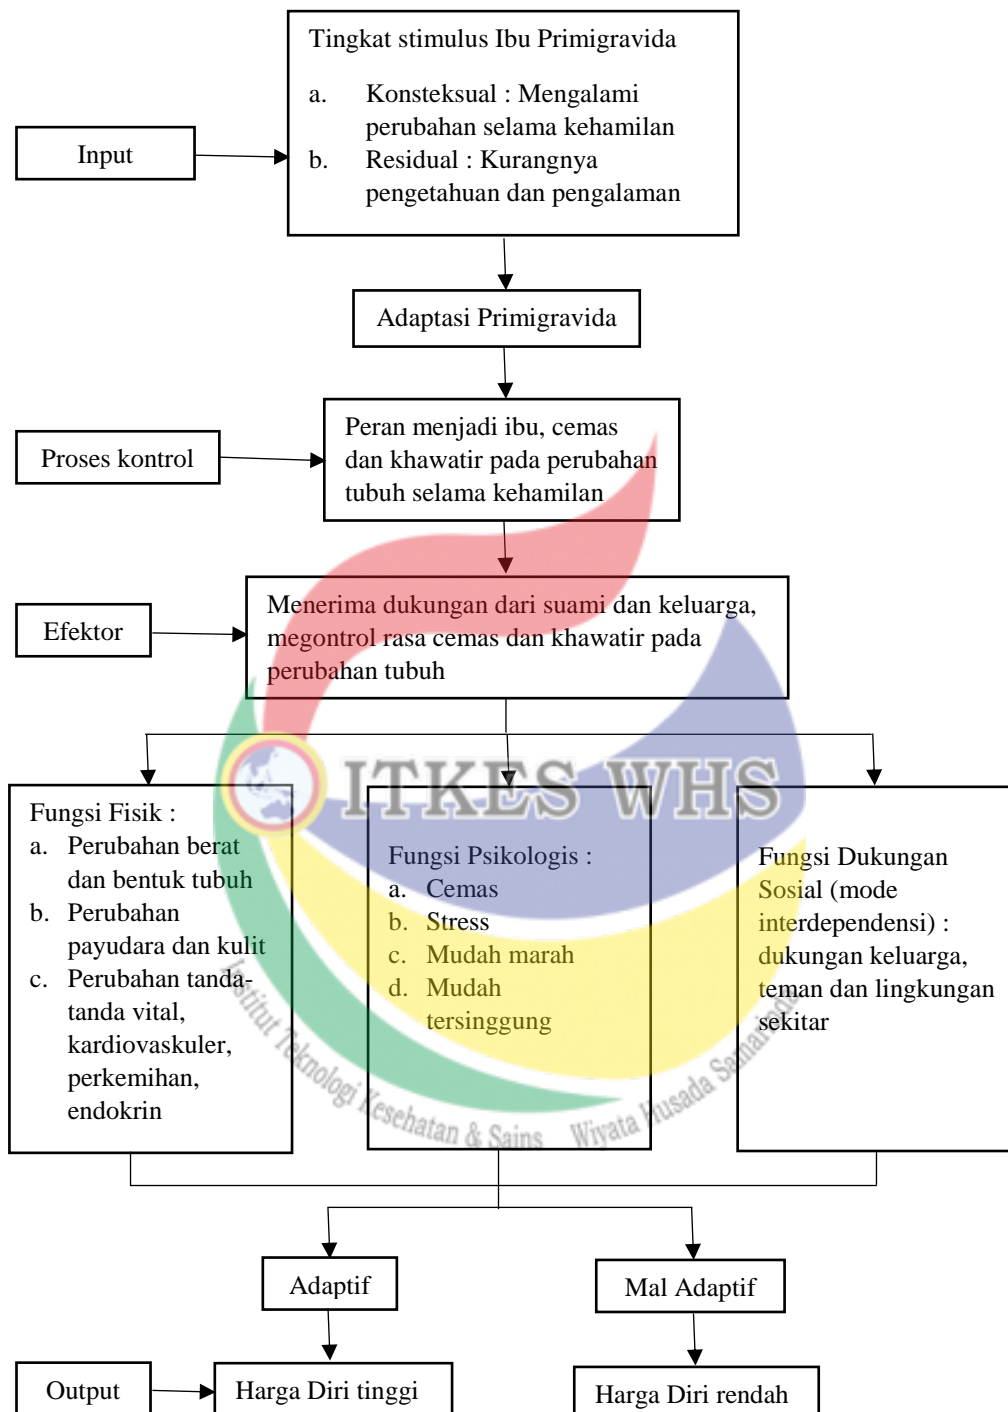 Tingkat stimulus Ibu Primigravida
a. Konsteksual : Mengalami
perubahan selama kehamilan
b. Residual : Kurangnya
pengetahuan dan pengalaman
Input
Adaptasi Primigravida
Proses kontrol
Peran menjadi ibu, cemas
dan khawatir pada perubahan
tubuh selama kehamilan
Efektor
Menerima dukungan dari suami dan keluarga,
megontrol rasa cemas dan khawatir pada
perubahan tubuh
ITKES WHS
Fungsi Fisik :
a. Perubahan berat
dan bentuk tubuh
b. Perubahan
payudara dan kulit
c. Perubahan tanda-
tanda vital,
kardiovaskuler,
perkemihan,
endokrin
Fungsi Psikologis :
a. Cemas
b. Stress
c. Mudah marah
d. Mudah
tersinggung
Fungsi Dukungan
Sosial (mode
interdependensi) :
dukungan keluarga,
teman dan lingkungan
sekitar
Institut Teknologi Kesehatan & Sains Wiyata Husada Samarinda
Adaptif
Mal Adaptif
Output
Harga Diri tinggi
Harga Diri rendah